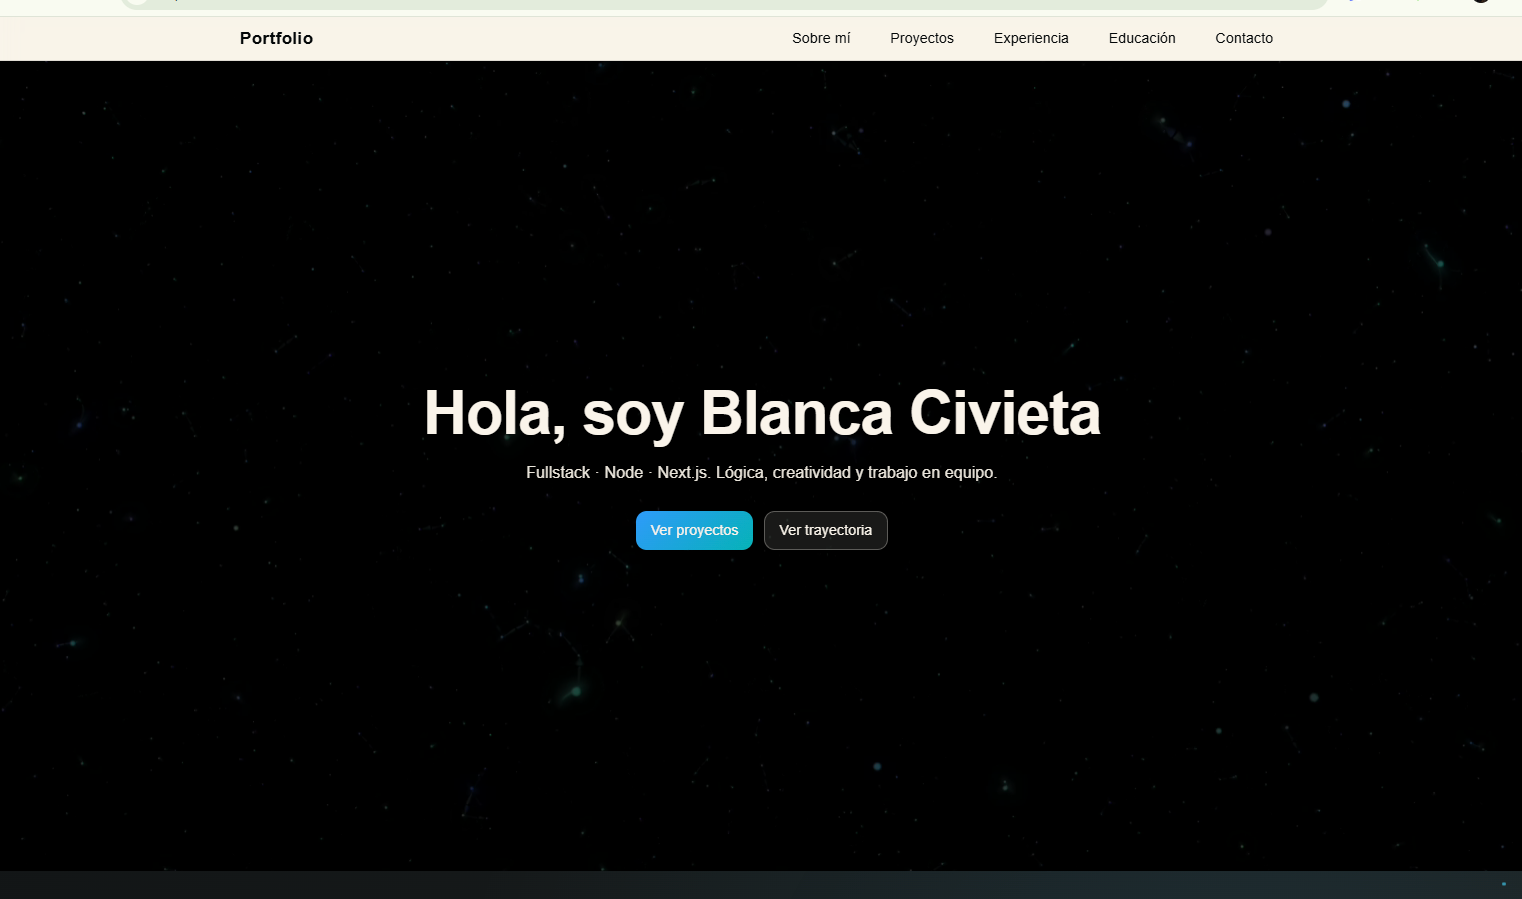 Portfolio
Sobre mí
Proyectos
Experiencia
Educación
Contacto
Hola, soy Blanca Civieta
Fullstack · Node · Next.js. Lógica, creatividad y trabajo en equipo.
Ver proyectos
Ver trayectoria